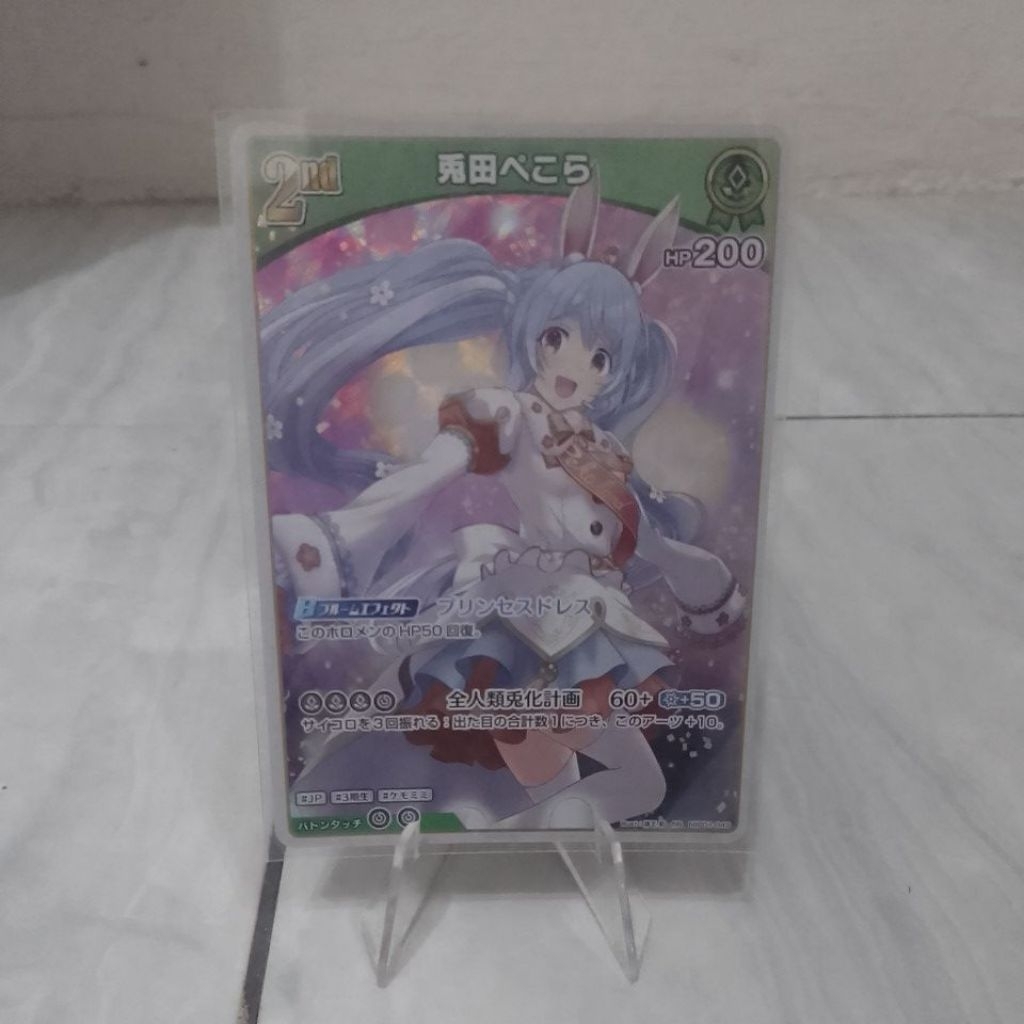 2nd
兎田ぺこら
HP200
ブルームエフェクト プリンセスドレス
このホロメンのHP50回復。
全人類兎化計画 60+ +50
サイコロを3回振れる：出た目の合計数1につき、このアーツ+10。
#JP #3期生 #ケモミミ
バトンタッチ